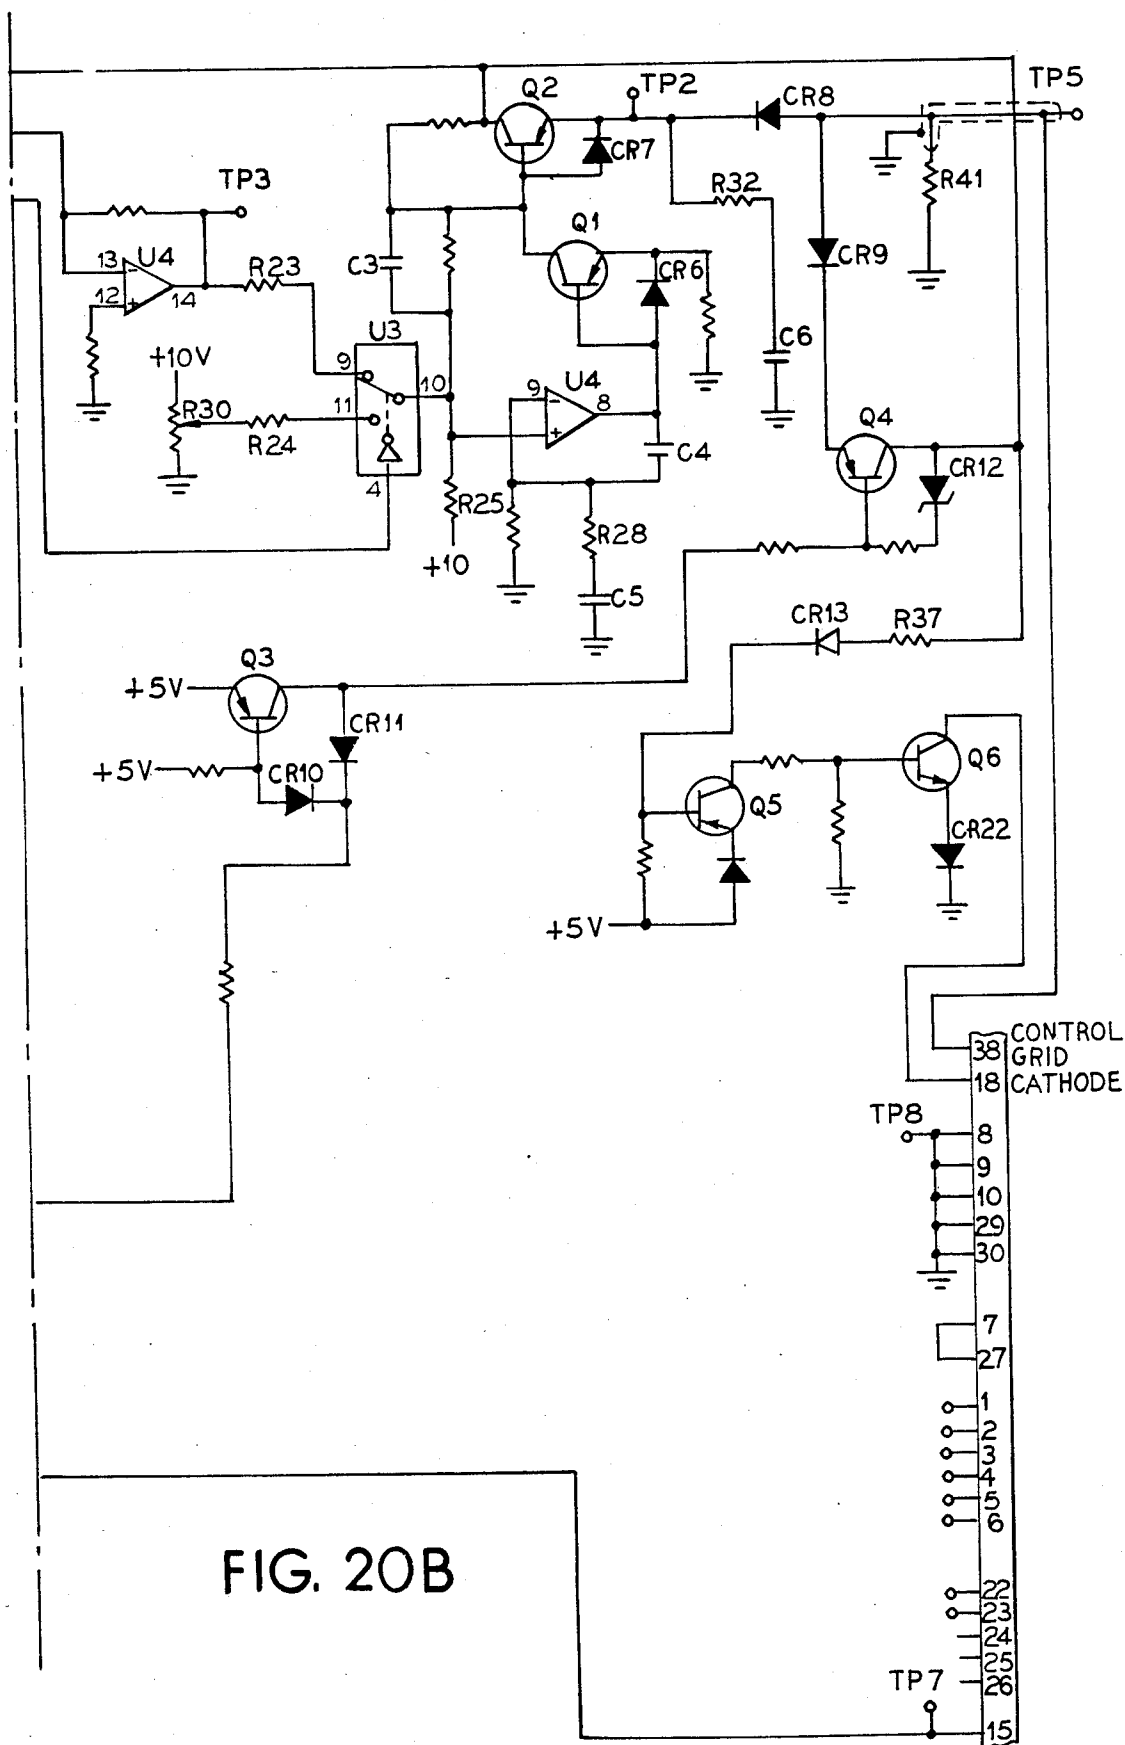 Q2
TP2
CR8
TP5
CR7
TP3
R32
R41
Q1
13
-
U4
12
+
14
R23
C3
CR6
CR9
U3
C6
+10V
9
10
R30
R24
11
4
9
-
U4
8
+
Q4
C4
CR12
R25
R28
+10
C5
CR13
R37
Q3
+5V
CR11
+5V
CR10
Q6
Q5
CR22
+5V
38 CONTROL
GRID
18 CATHODE
TP8
8
9
10
29
30
7
27
1
2
3
4
5
6
FIG. 20B
22
23
24
25
26
TP7
15